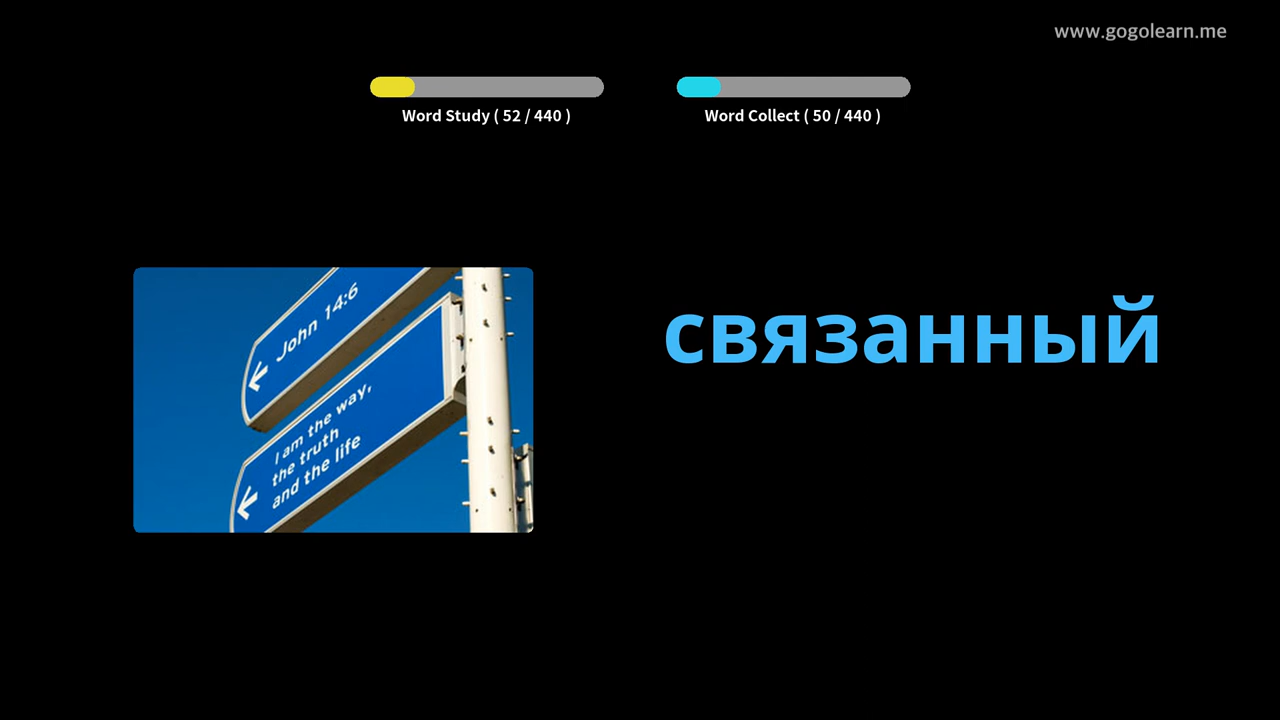 www.gogolearn.me
Word Study ( 52 / 440 )
Word Collect ( 50 / 440 )
John 14:6
I am the way,
the truth
and the life
связанный